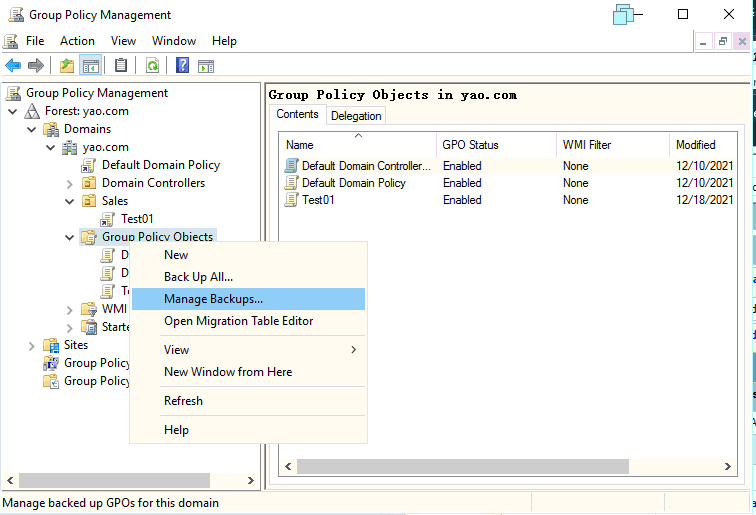 Group Policy Management
File Action View Window Help
Group Policy Management
Forest: yao.com
Domains
yao.com
Default Domain Policy
Domain Controllers
Sales
Test01
Group Policy Objects
D
D
Te
WMI
Starte
Sites
Group Policy
Group Policy
New
Back Up All...
Manage Backups...
Open Migration Table Editor
View
New Window from Here
Refresh
Help
Group Policy Objects in yao.com
Contents Delegation
Name GPO Status WMI Filter Modified
Default Domain Controller... Enabled None 12/10/2021
Default Domain Policy Enabled None 12/10/2021
Test01 Enabled None 12/18/2021
Manage backed up GPOs for this domain